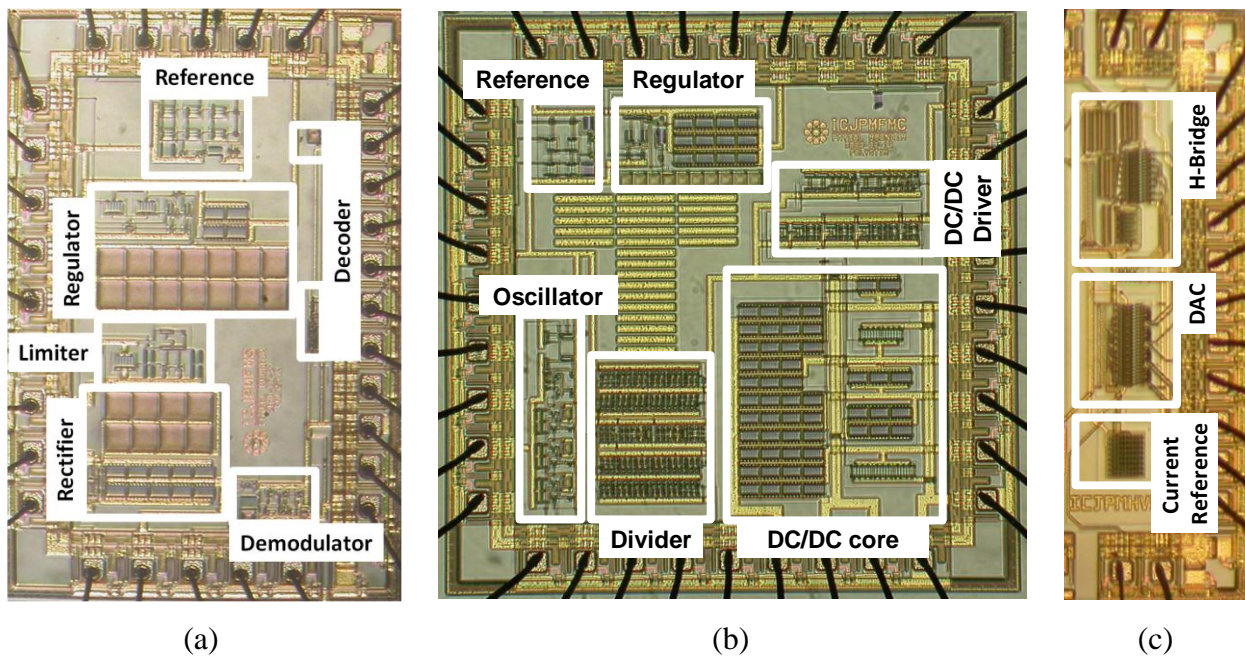 Reference
Decoder
Regulator
Limiter
Rectifier
Demodulator
(a)
Reference
Regulator
ICJPMFMC
DC/DC
Driver
Oscillator
Divider
DC/DC core
(b)
H-Bridge
DAC
Current
Reference
(c)